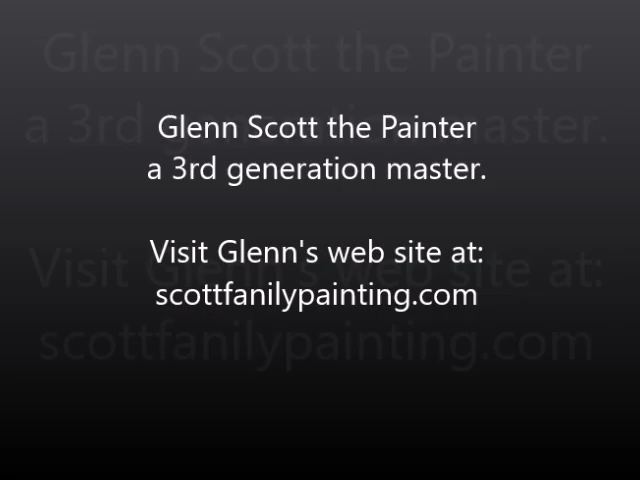 Glenn Scott the Painter
a 3rd generation master.
Visit Glenn's web site at:
scottfanilypainting.com